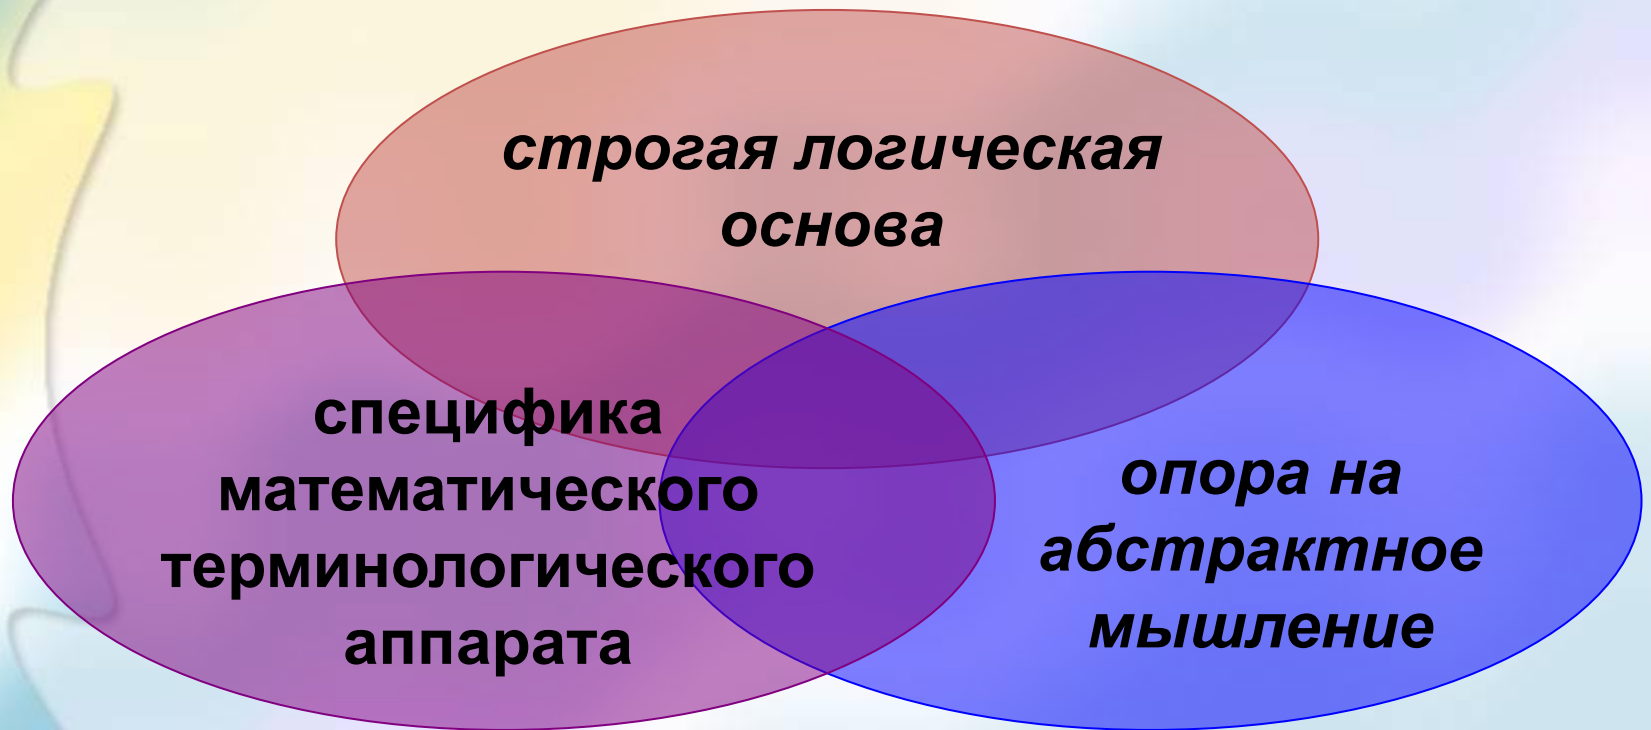 строгая логическая
основа
специфика
математического
терминологического
аппарата
опора на
абстрактное
мышление